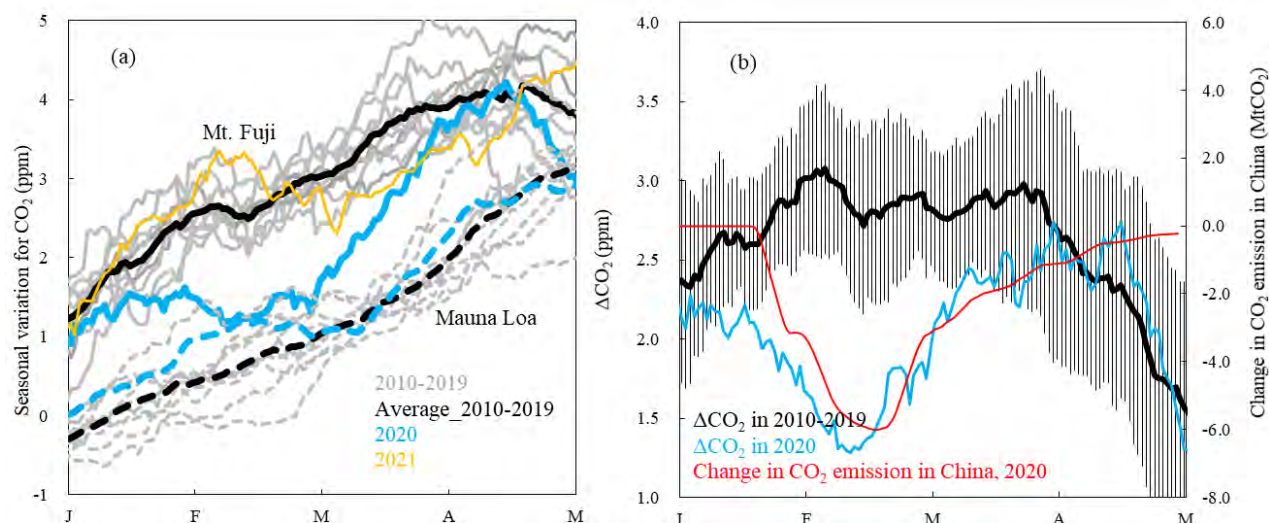 (a)
Seasonal variation for CO₂ (ppm)
5
4
3
2
1
0
-1
Mt. Fuji
Mauna Loa
2010-2019
Average_2010-2019
2020
2021
J F M A M
(b)
ΔCO₂ (ppm)
4.0
3.5
3.0
2.5
2.0
1.5
1.0
Change in CO₂ emission in China (MtCO₂)
6.0
4.0
2.0
0.0
-2.0
-4.0
-6.0
-8.0
ΔCO₂ in 2010-2019
ΔCO₂ in 2020
Change in CO₂ emission in China, 2020
J F M A M